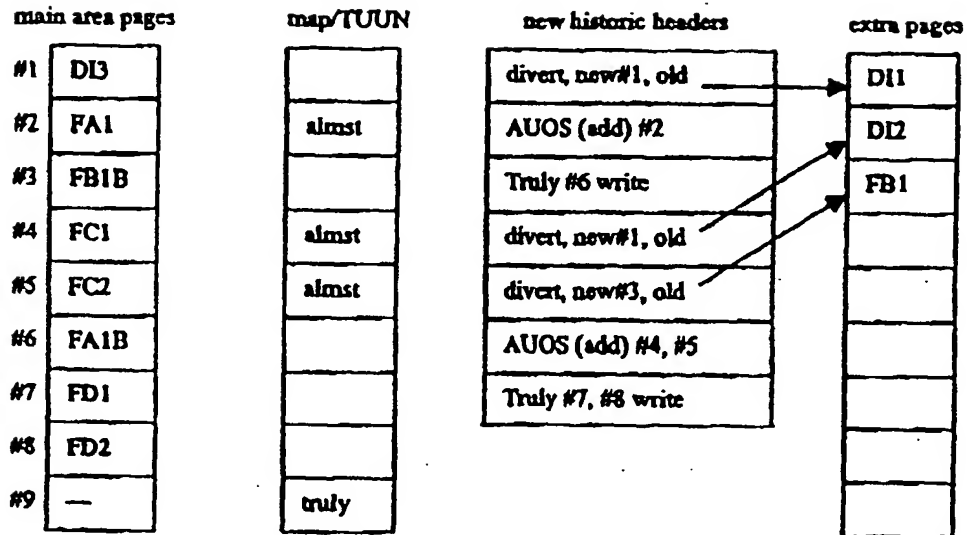 main area pages map/TUUN new historic headers extra pages
#1 DI3 divert, new#1, old DI1
#2 FA1 almst AUOS (add) #2 DI2
#3 FB1B Truly #6 write FB1
#4 FC1 almst divert, new#1, old
#5 FC2 almst divert, new#3, old
#6 FA1B AUOS (add) #4, #5
#7 FD1 Truly #7, #8 write
#8 FD2
#9 — truly